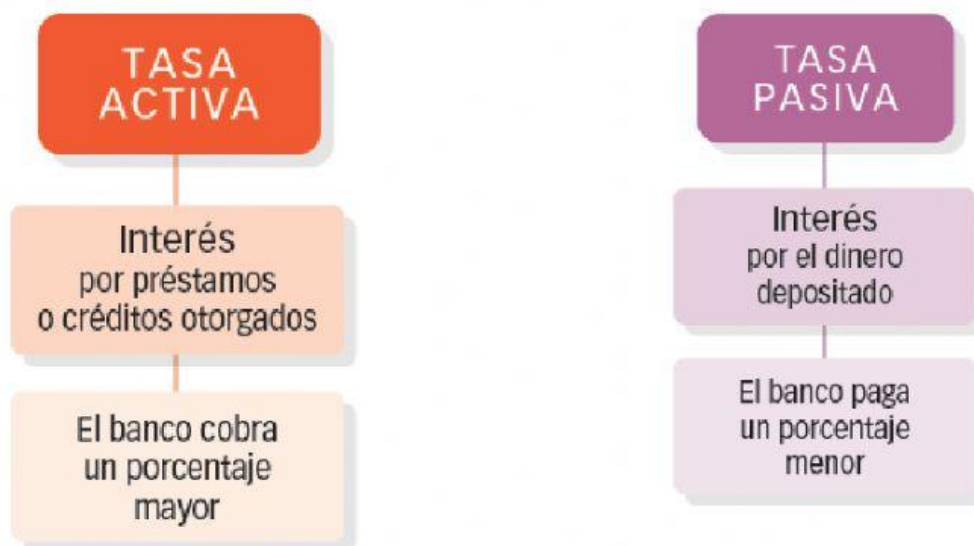 TASA
ACTIVA
Interés
por préstamos
o créditos otorgados
El banco cobra
un porcentaje
mayor
TASA
PASIVA
Interés
por el dinero
depositado
El banco paga
un porcentaje
menor